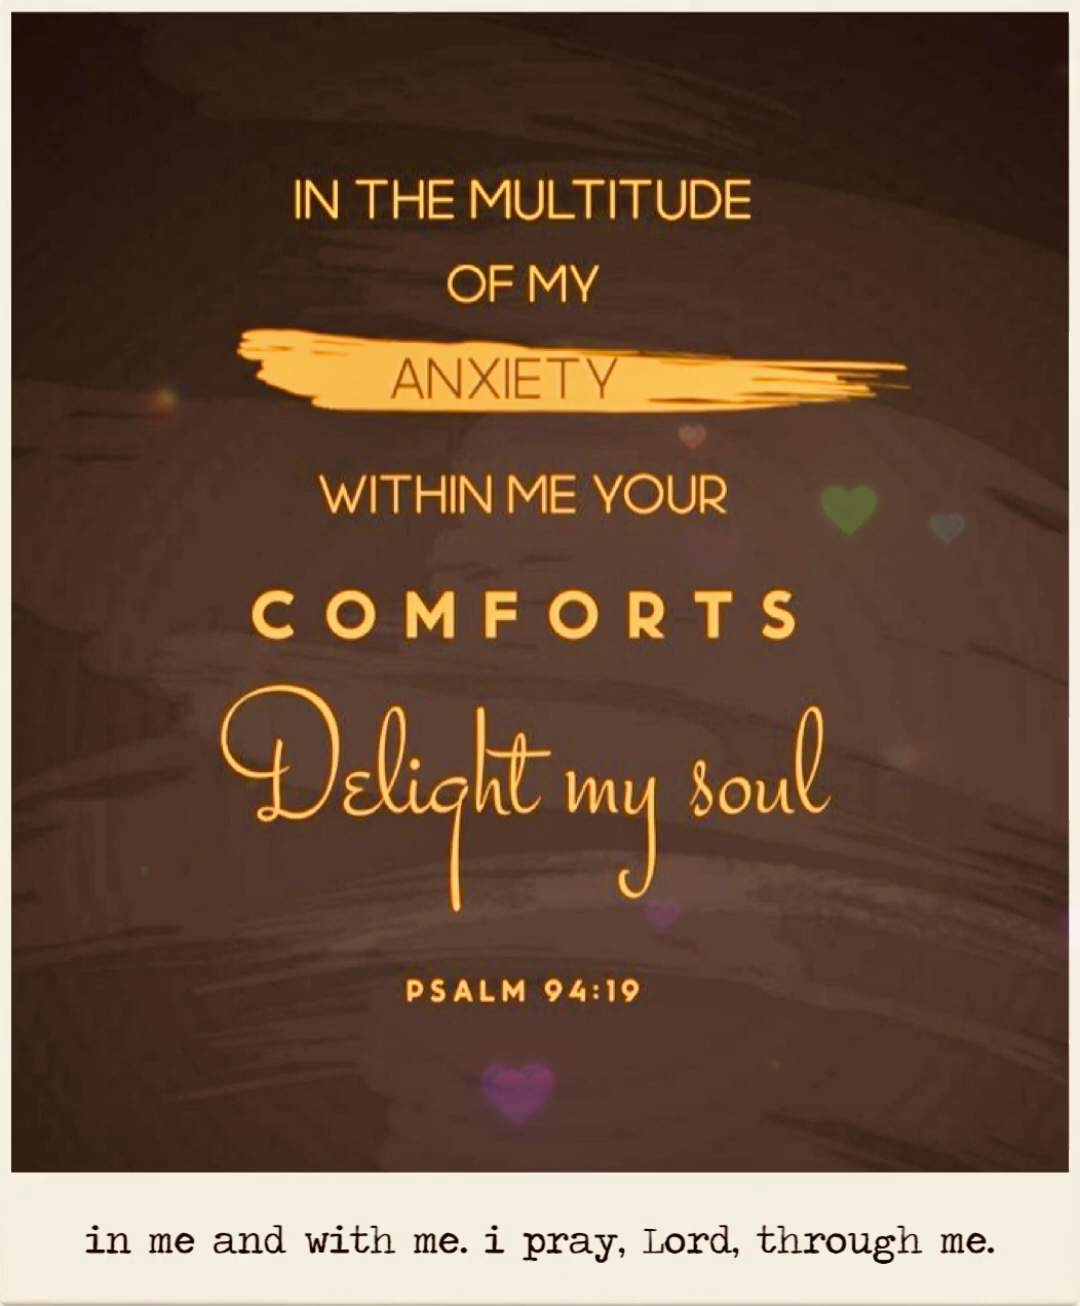 IN THE MULTITUDE
OF MY
ANXIETY
WITHIN ME YOUR
COMFORTS
Delight my soul
PSALM 94:19
in me and with me. i pray, Lord, through me.